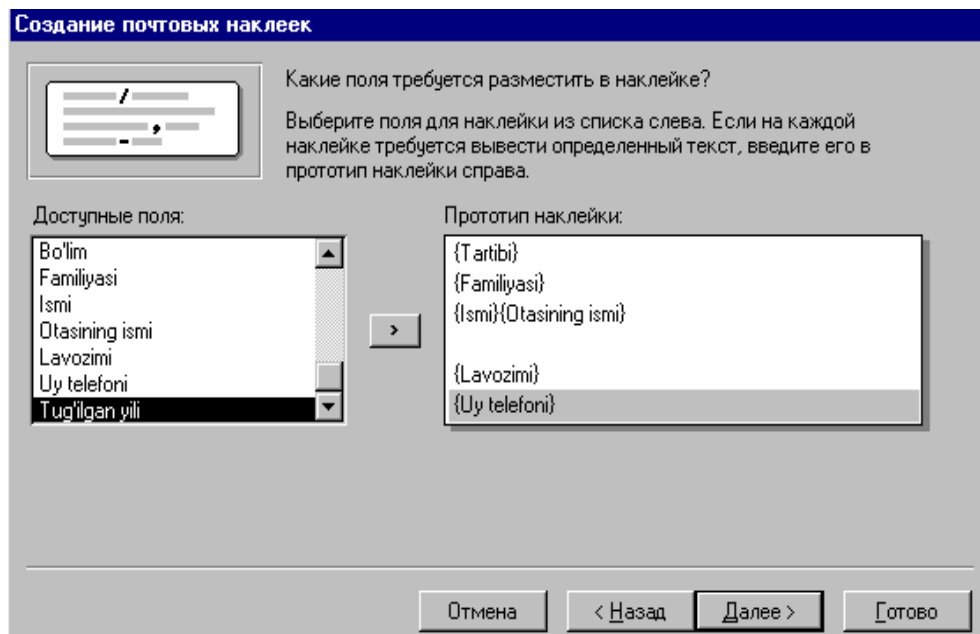 Создание почтовых наклеек
Какие поля требуется разместить в наклейке?
Выберите поля для наклейки из списка слева. Если на каждой
наклейке требуется вывести определенный текст, введите его в
прототип наклейки справа.
Доступные поля:
Bo'lim
Familiyasi
Ismi
Otasining ismi
Lavozimi
Uy telefoni
Tug'ilgan yili
>
Прототип наклейки:
{Tartibi}
{Familiyasi}
{Ismi}{Otasining ismi}
{Lavozimi}
{Uy telefoni}
Отмена
< Назад
Далее >
Готово